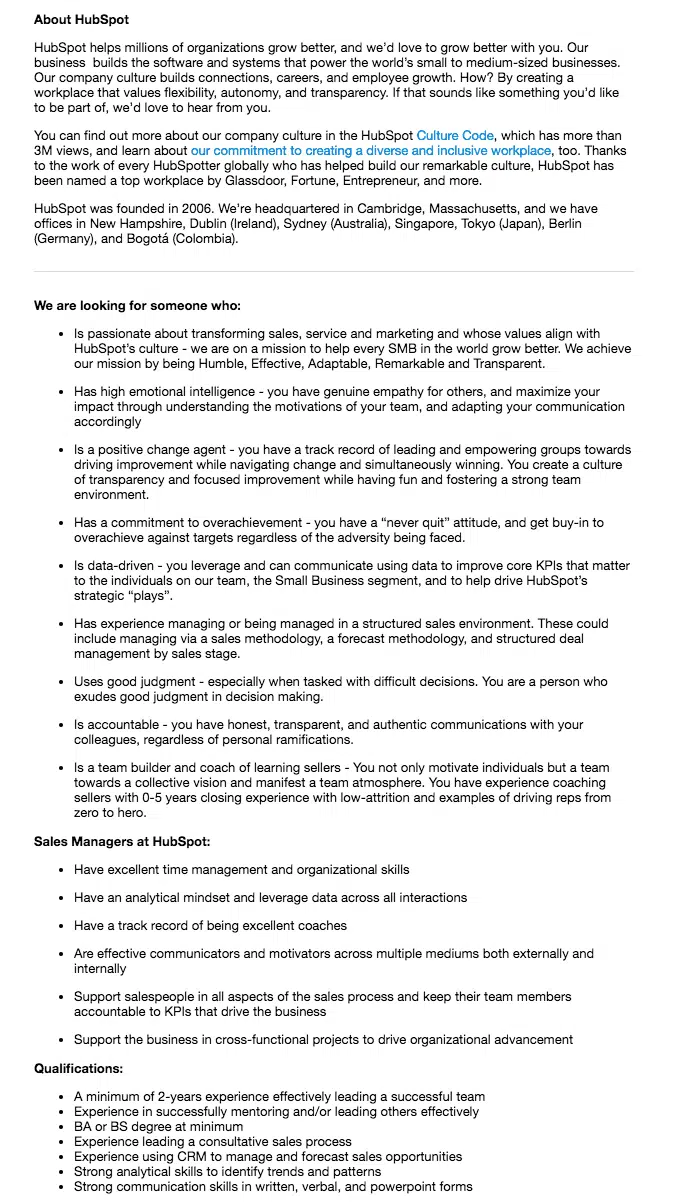 About HubSpot
HubSpot helps millions of organizations grow better, and we'd love to grow better with you. Our
business  builds the software and systems that power the world's small to medium-sized businesses.
Our company culture builds connections, careers, and employee growth. How? By creating a
workplace that values flexibility, autonomy, and transparency. If that sounds like something you'd like
to be part of, we'd love to hear from you.
You can find out more about our company culture in the HubSpot Culture Code, which has more than
3M views, and learn about our commitment to creating a diverse and inclusive workplace, too. Thanks
to the work of every HubSpotter globally who has helped build our remarkable culture, HubSpot has
been named a top workplace by Glassdoor, Fortune, Entrepreneur, and more.
HubSpot was founded in 2006. We're headquartered in Cambridge, Massachusetts, and we have
offices in New Hampshire, Dublin (Ireland), Sydney (Australia), Singapore, Tokyo (Japan), Berlin
(Germany), and Bogotá (Colombia).
We are looking for someone who:
• Is passionate about transforming sales, service and marketing and whose values align with
HubSpot's culture - we are on a mission to help every SMB in the world grow better. We achieve
our mission by being Humble, Effective, Adaptable, Remarkable and Transparent.
• Has high emotional intelligence - you have genuine empathy for others, and maximize your
impact through understanding the motivations of your team, and adapting your communication
accordingly
• Is a positive change agent - you have a track record of leading and empowering groups towards
driving improvement while navigating change and simultaneously winning. You create a culture
of transparency and focused improvement while having fun and fostering a strong team
environment.
• Has a commitment to overachievement - you have a “never quit” attitude, and get buy-in to
overachieve against targets regardless of the adversity being faced.
• Is data-driven - you leverage and can communicate using data to improve core KPIs that matter
to the individuals on our team, the Small Business segment, and to help drive HubSpot's
strategic “plays”.
• Has experience managing or being managed in a structured sales environment. These could
include managing via a sales methodology, a forecast methodology, and structured deal
management by sales stage.
• Uses good judgment - especially when tasked with difficult decisions. You are a person who
exudes good judgment in decision making.
• Is accountable - you have honest, transparent, and authentic communications with your
colleagues, regardless of personal ramifications.
• Is a team builder and coach of learning sellers - You not only motivate individuals but a team
towards a collective vision and manifest a team atmosphere. You have experience coaching
sellers with 0-5 years closing experience with low-attrition and examples of driving reps from
zero to hero.
Sales Managers at HubSpot:
• Have excellent time management and organizational skills
• Have an analytical mindset and leverage data across all interactions
• Have a track record of being excellent coaches
• Are effective communicators and motivators across multiple mediums both externally and
internally
• Support salespeople in all aspects of the sales process and keep their team members
accountable to KPIs that drive the business
• Support the business in cross-functional projects to drive organizational advancement
Qualifications:
• A minimum of 2-years experience effectively leading a successful team
• Experience in successfully mentoring and/or leading others effectively
• BA or BS degree at minimum
• Experience leading a consultative sales process
• Experience using CRM to manage and forecast sales opportunities
• Strong analytical skills to identify trends and patterns
• Strong communication skills in written, verbal, and powerpoint forms